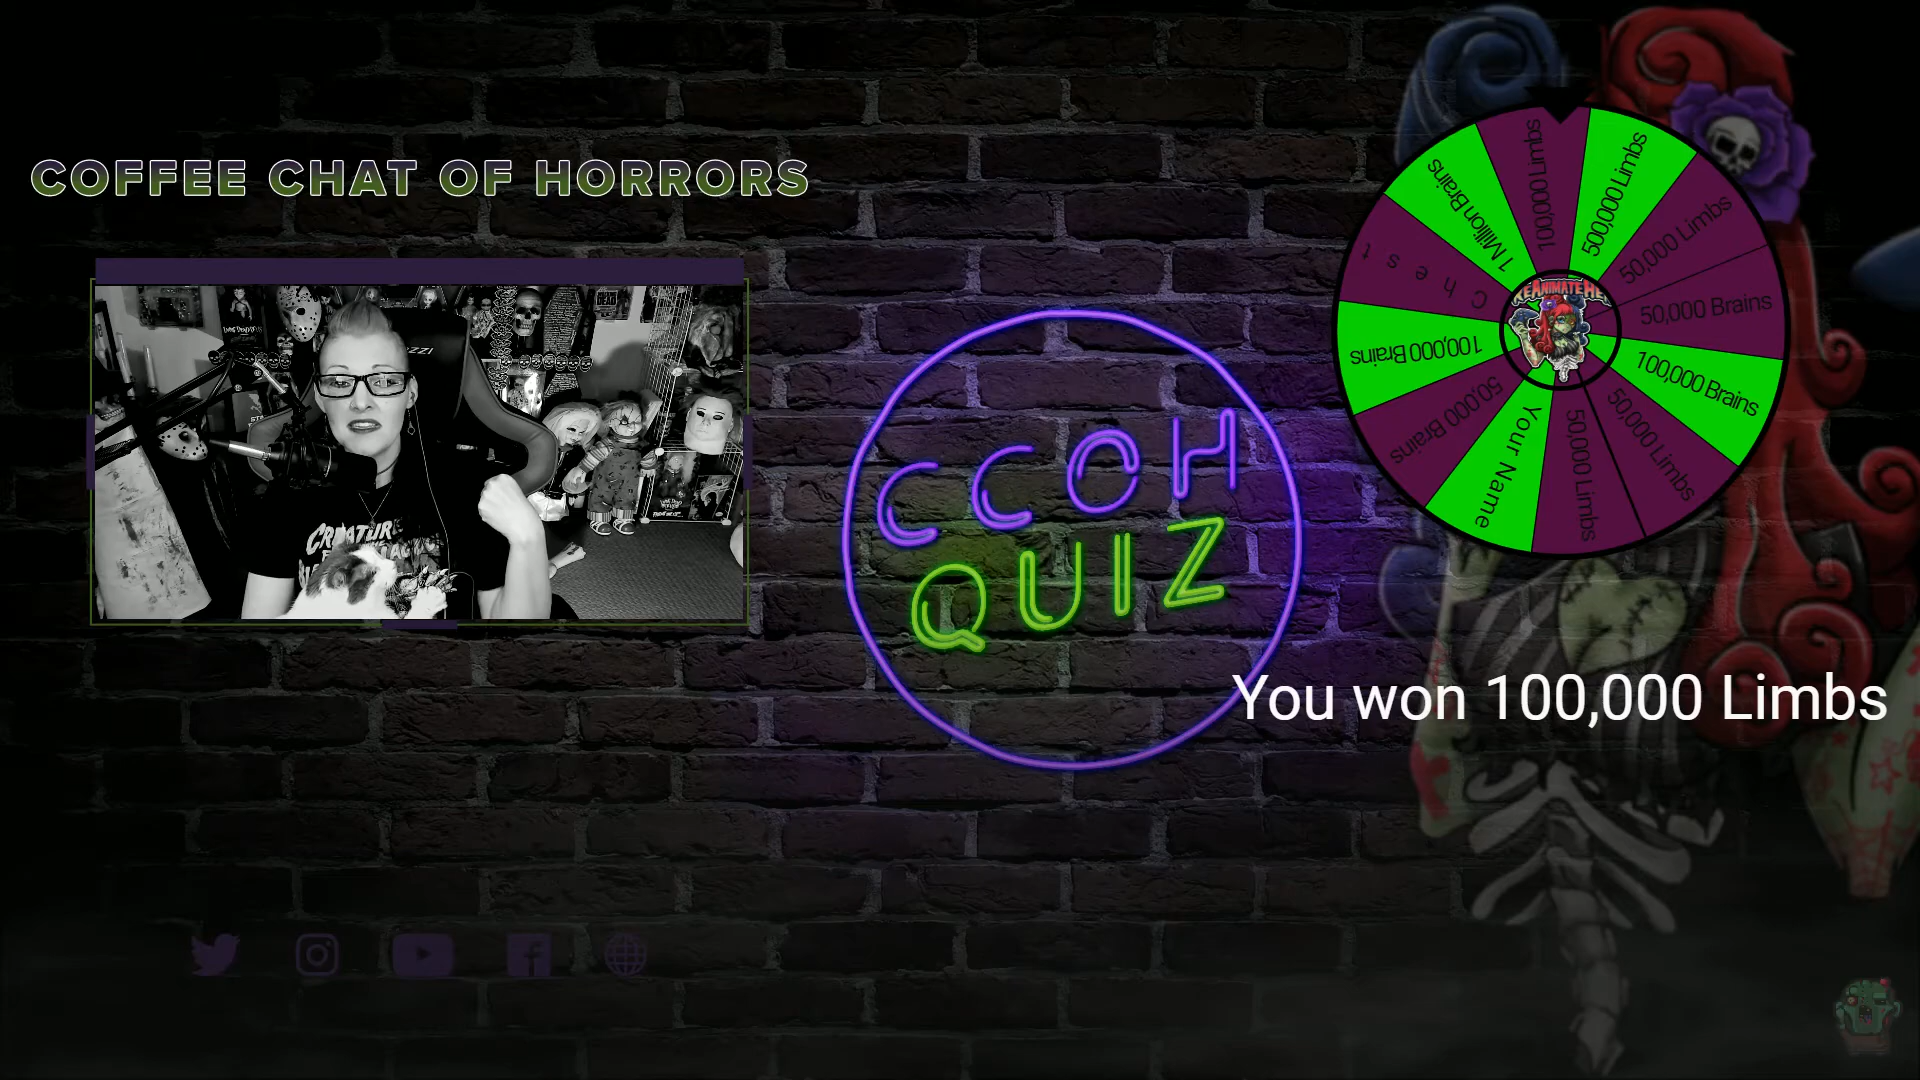 COFFEE CHAT OF HORRORS
CCOH
QUIZ
100,000 Limbs
500,000 Limbs
50,000 Limbs
50,000 Brains
100,000 Brains
50,000 Limbs
50,000 Limbs
Your Name
50,000 Brains
100,000 Brains
Chest
1 Million Brains
You won 100,000 Limbs